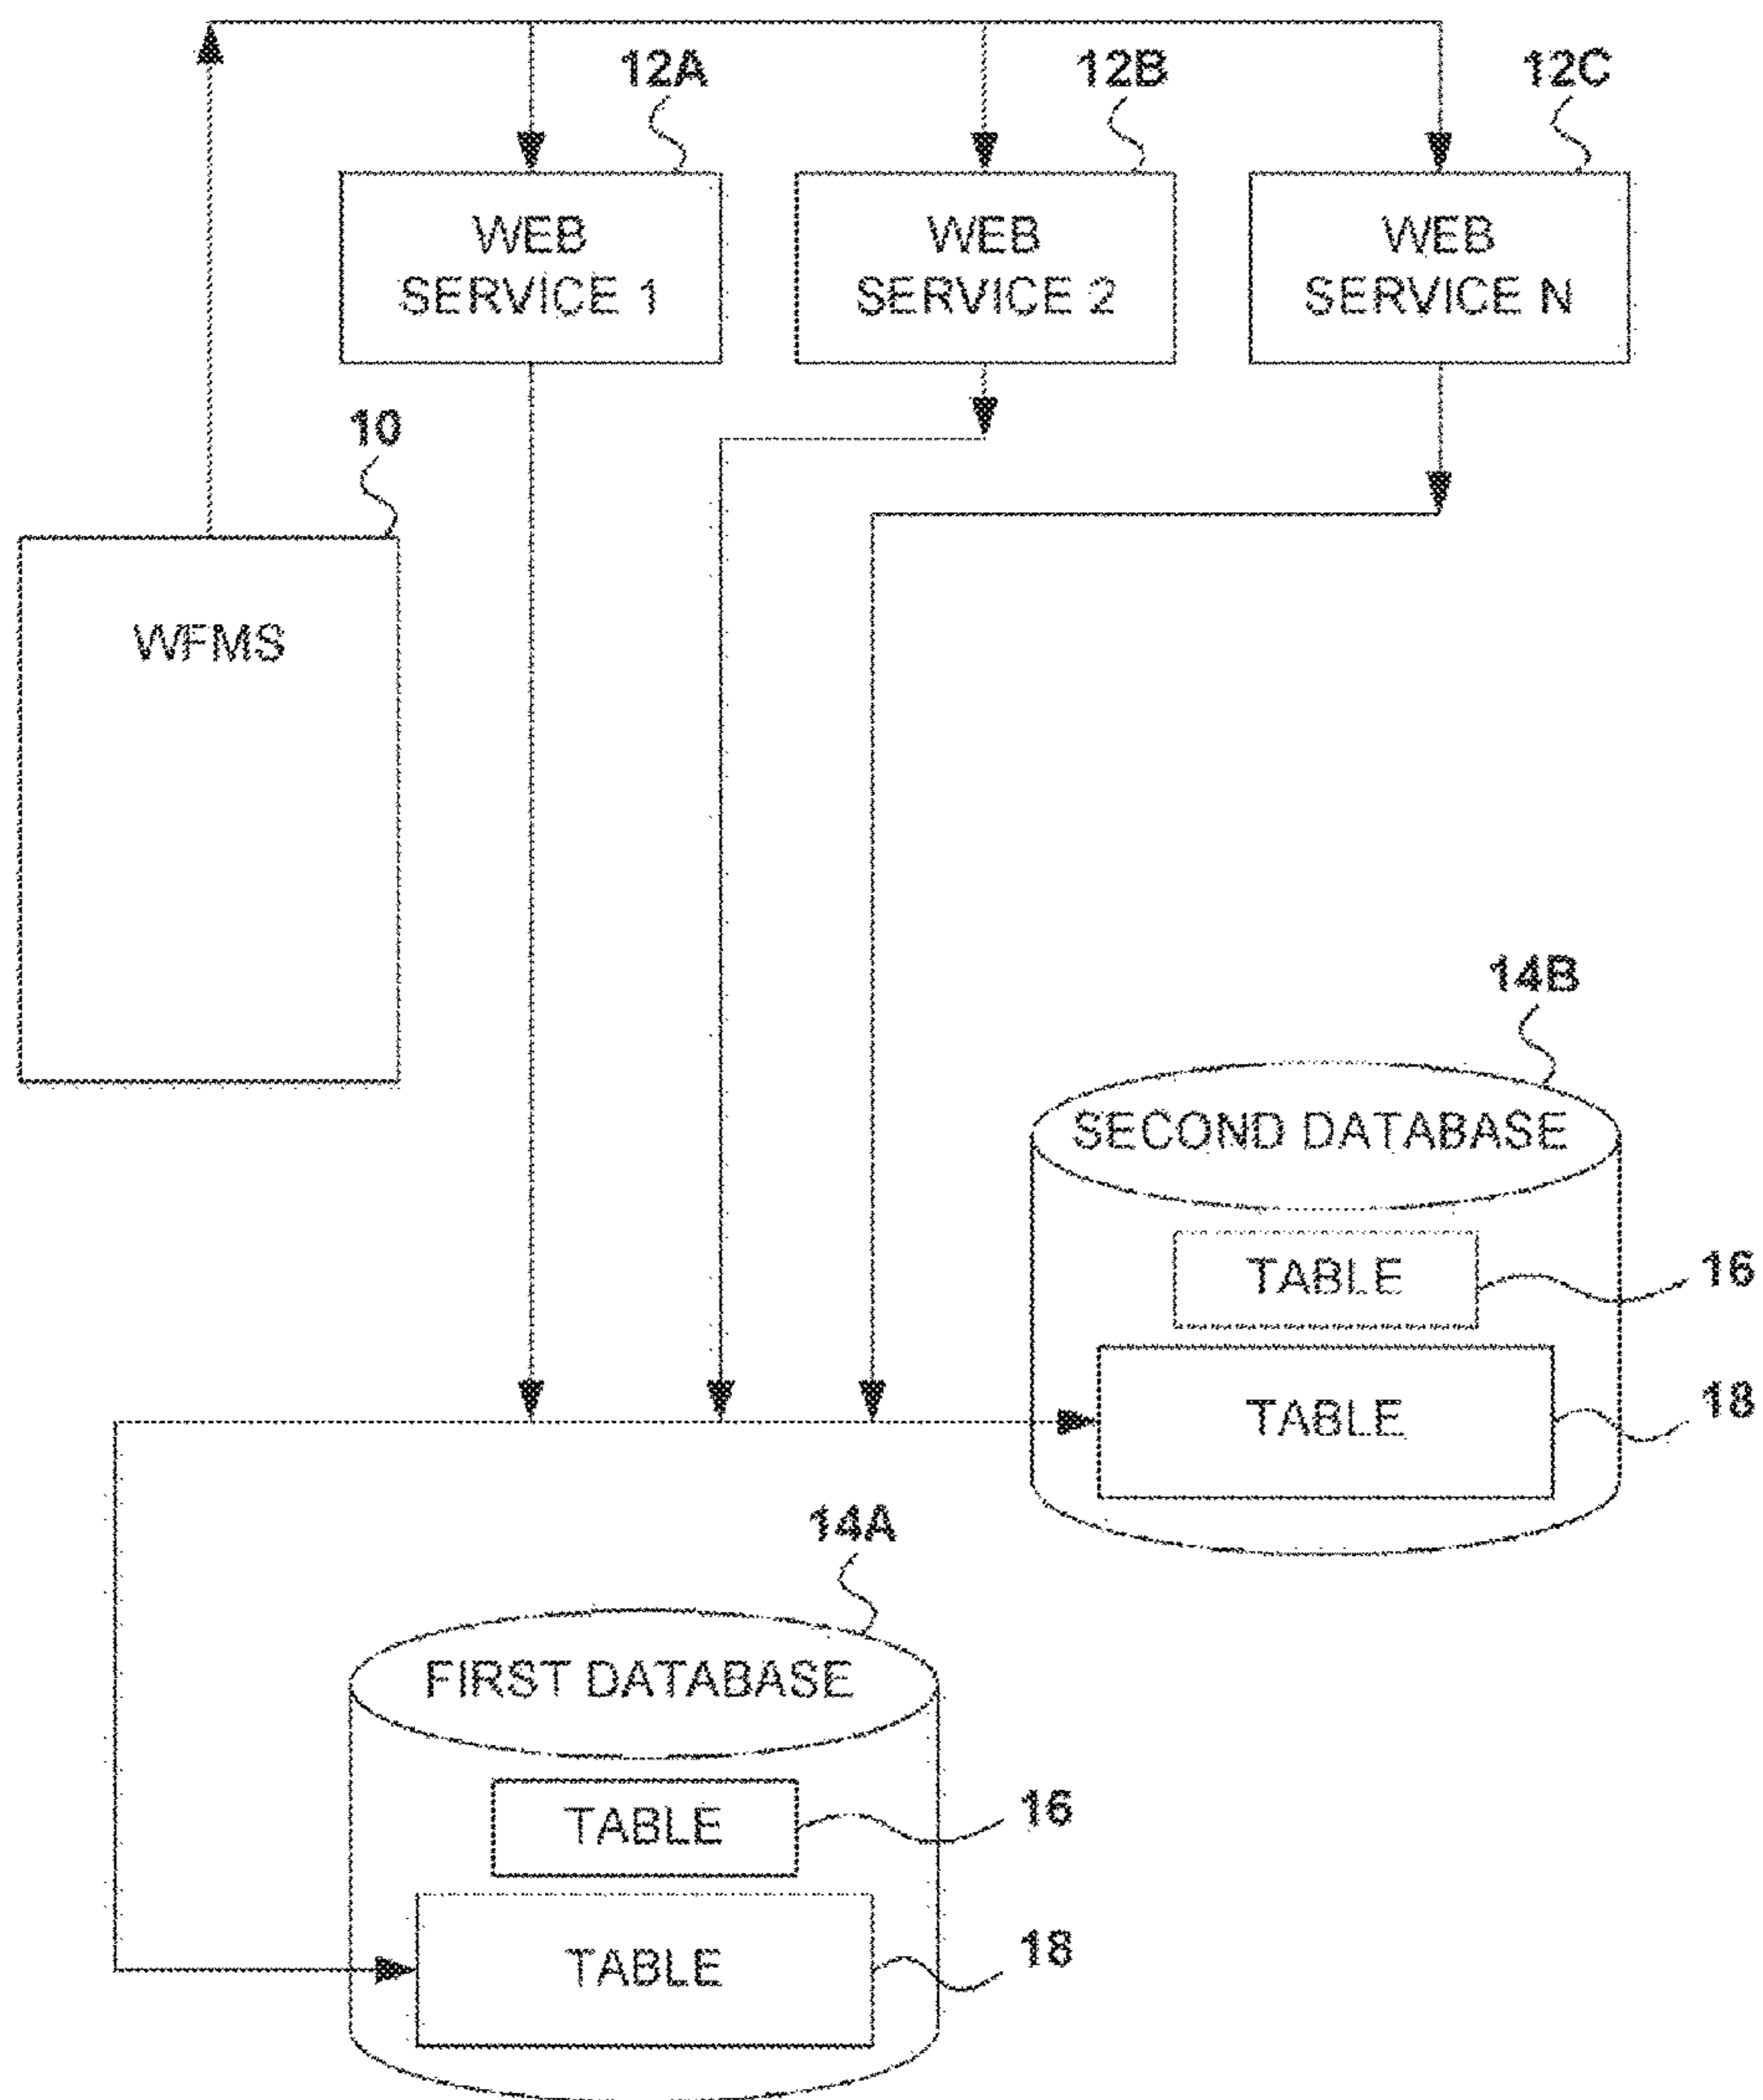 12A
12B
12C
WEB
SERVICE 1
WEB
SERVICE 2
WEB
SERVICE N
10
WFMS
14B
SECOND DATABASE
TABLE
16
TABLE
18
14A
FIRST DATABASE
TABLE
16
TABLE
18